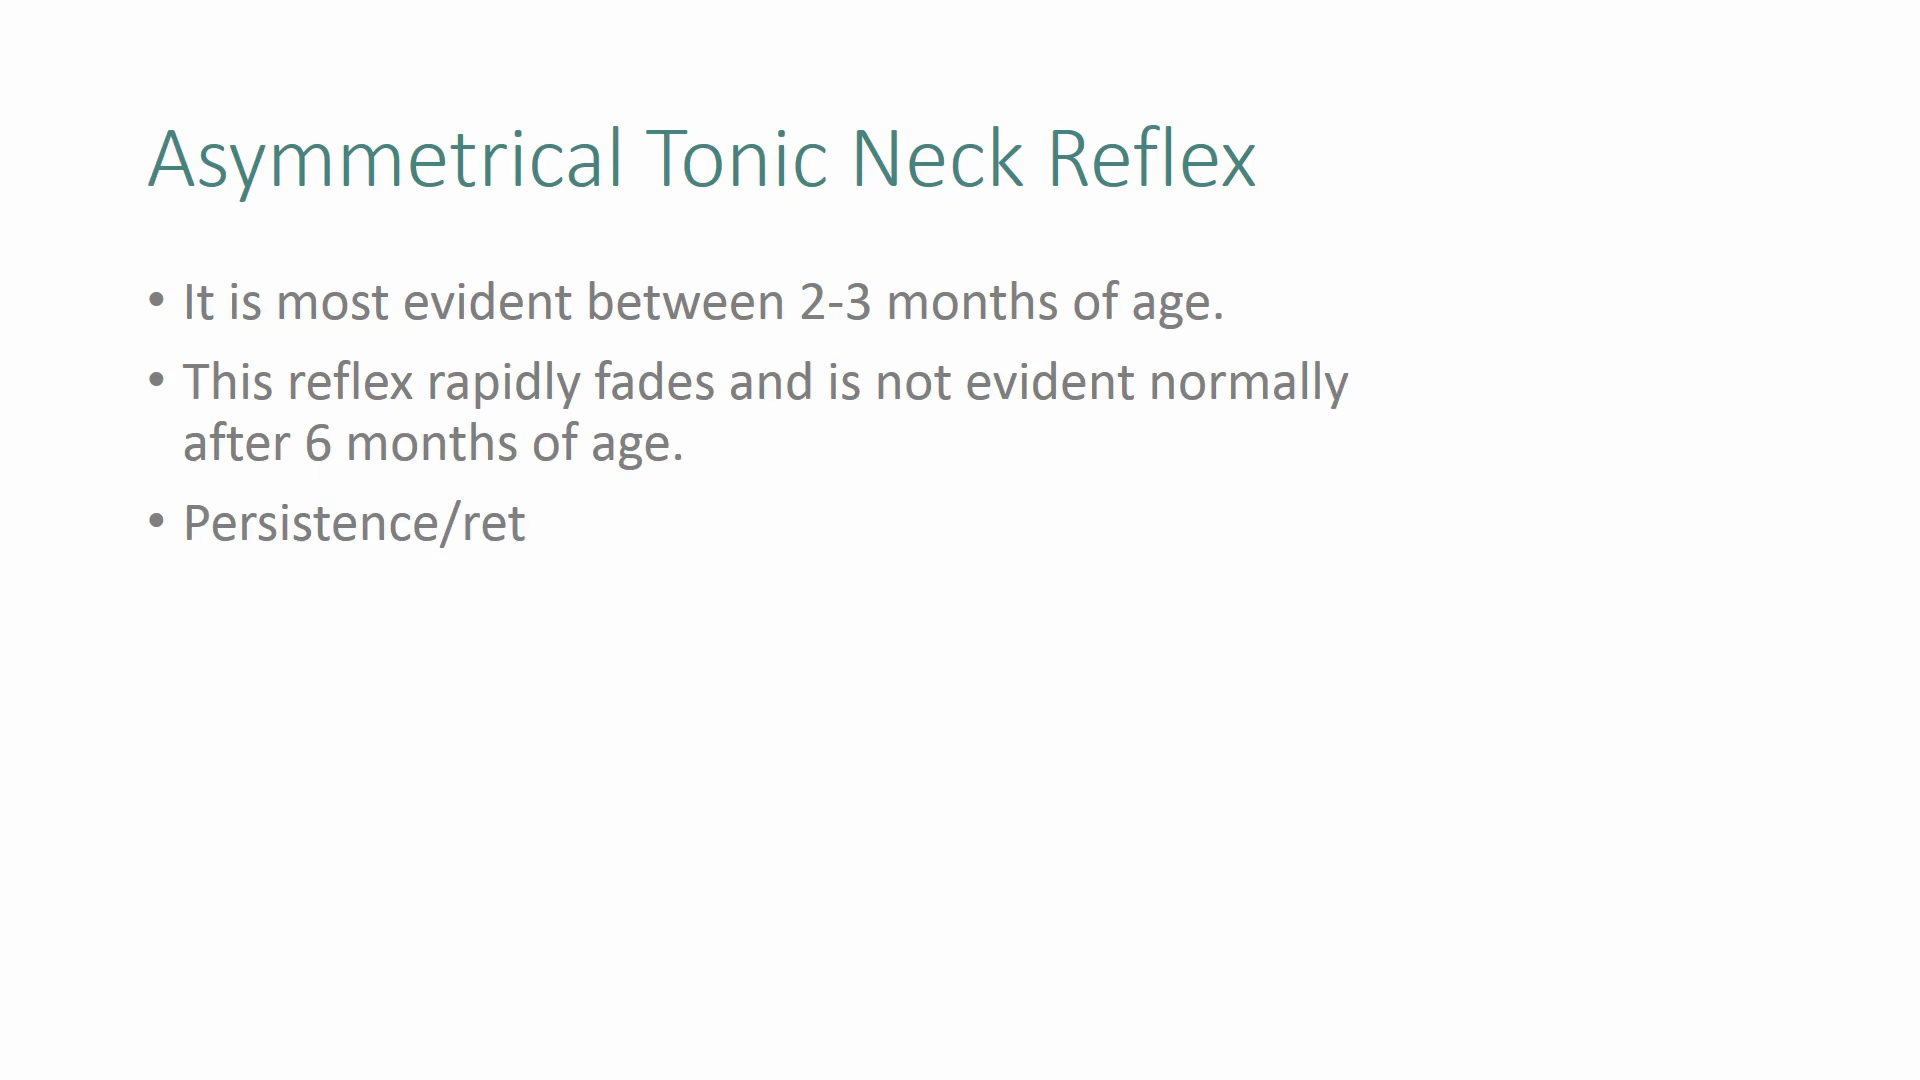 Asymmetrical Tonic Neck Reflex
• It is most evident between 2-3 months of age.
• This reflex rapidly fades and is not evident normally
after 6 months of age.
• Persistence/ret